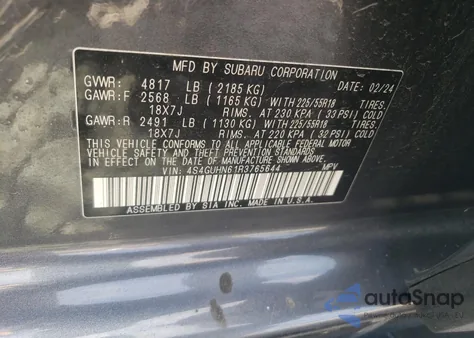 MFD BY SUBARU CORPORATION
GVWR: 4817 LB (2185 KG) DATE: 02/24
GAWR:F 2568 LB (1165 KG) WITH 225/55R18 TIRES.
18X7J RIMS. AT 230 KPA (33 PSI) COLD
GAWR:R 2491 LB (1130 KG) WITH 225/55R18 TIRES.
18X7J RIMS. AT 220 KPA (32 PSI) COLD
THIS VEHICLE CONFORMS TO ALL APPLICABLE FEDERAL MOTOR
VEHICLE SAFETY, BUMPER, AND THEFT PREVENTION STANDARDS
IN EFFECT ON THE DATE OF MANUFACTURE SHOWN ABOVE.
VIN: 4S4GUHN61R3765644 MPV
ASSEMBLED BY SIA INC. MADE IN U.S.A.
autoSnap